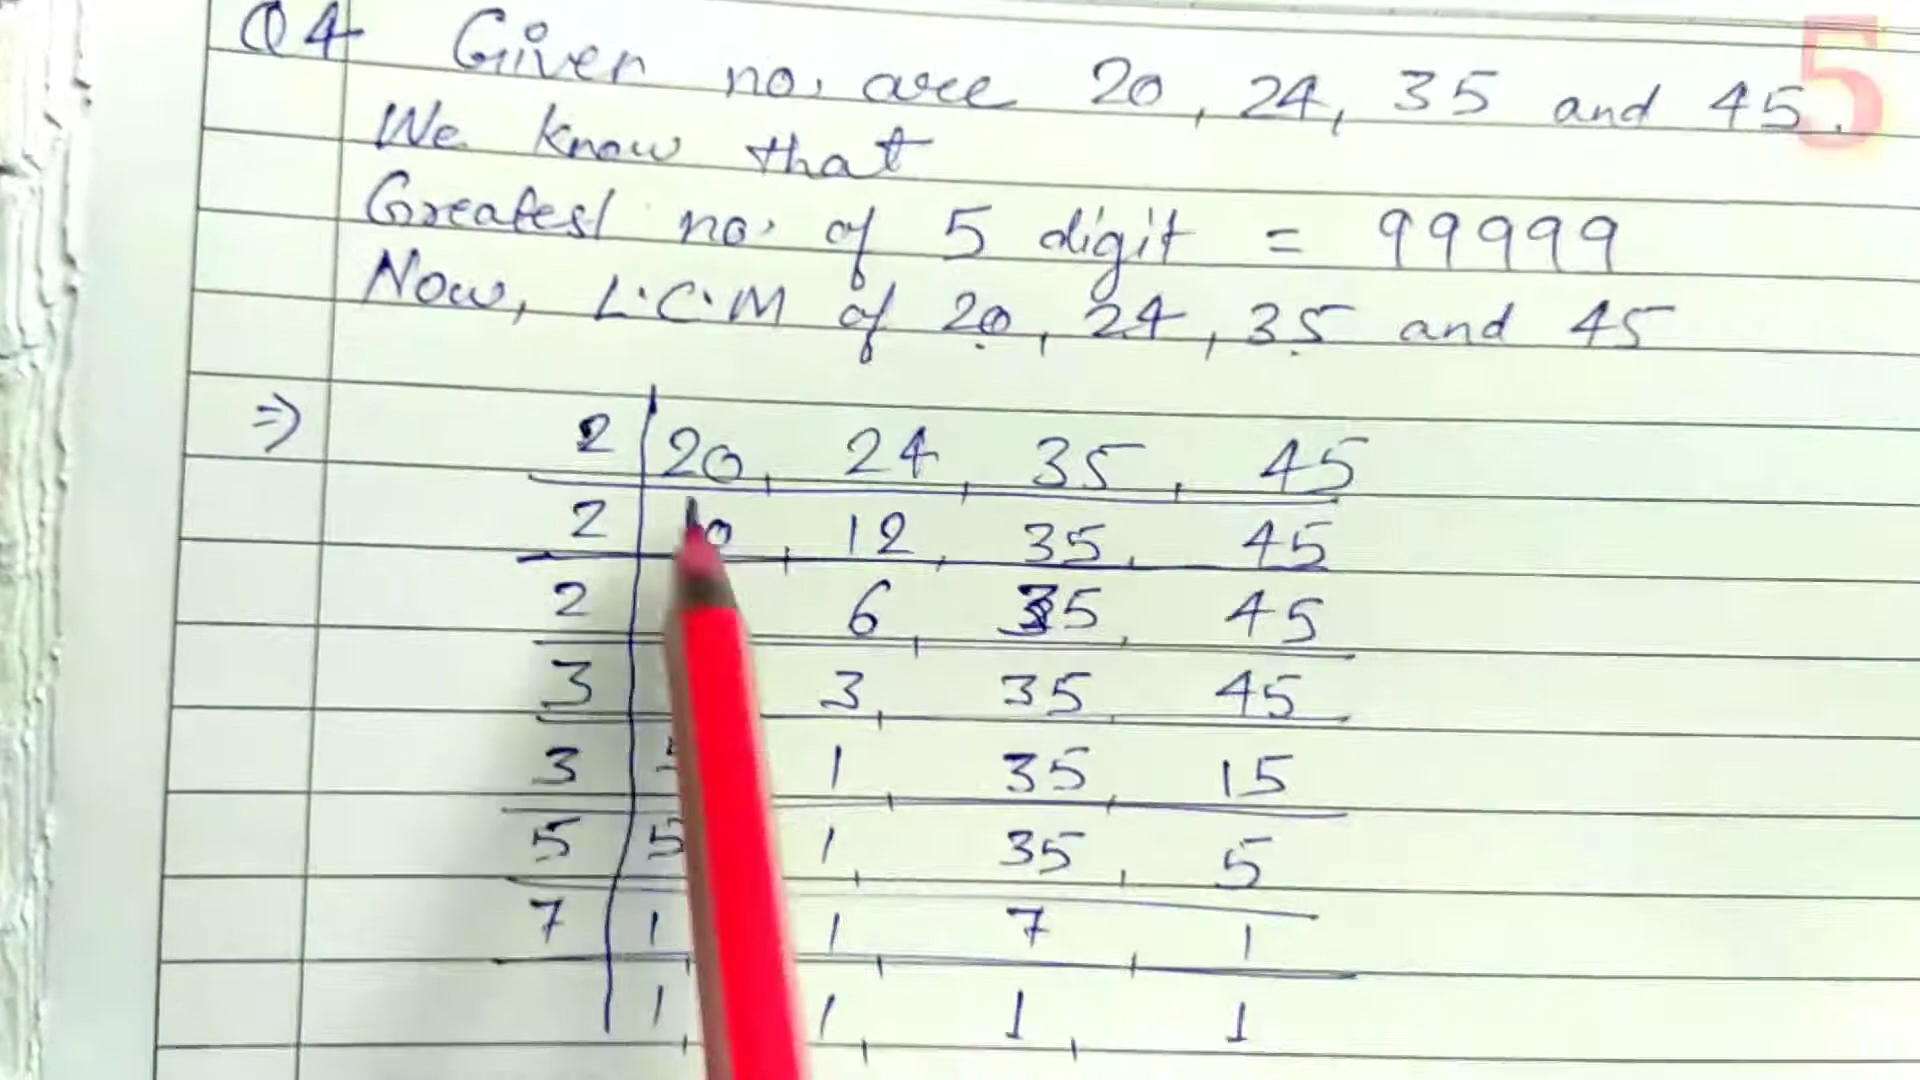 Q4 Given no. are 20, 24, 35 and 45.
5
We know that
Greatest no. of 5 digit = 99999
Now, L.C.M of 20, 24, 35 and 45
⇒ 2 | 20, 24, 35, 45
2 | 10, 12, 35, 45
2 | 6, 35, 45
3 | 3, 35, 45
3 | 5 1, 35, 15
5 | 5 1, 35, 5
7 | 1, 1, 7, 1
1, 1, 1, 1